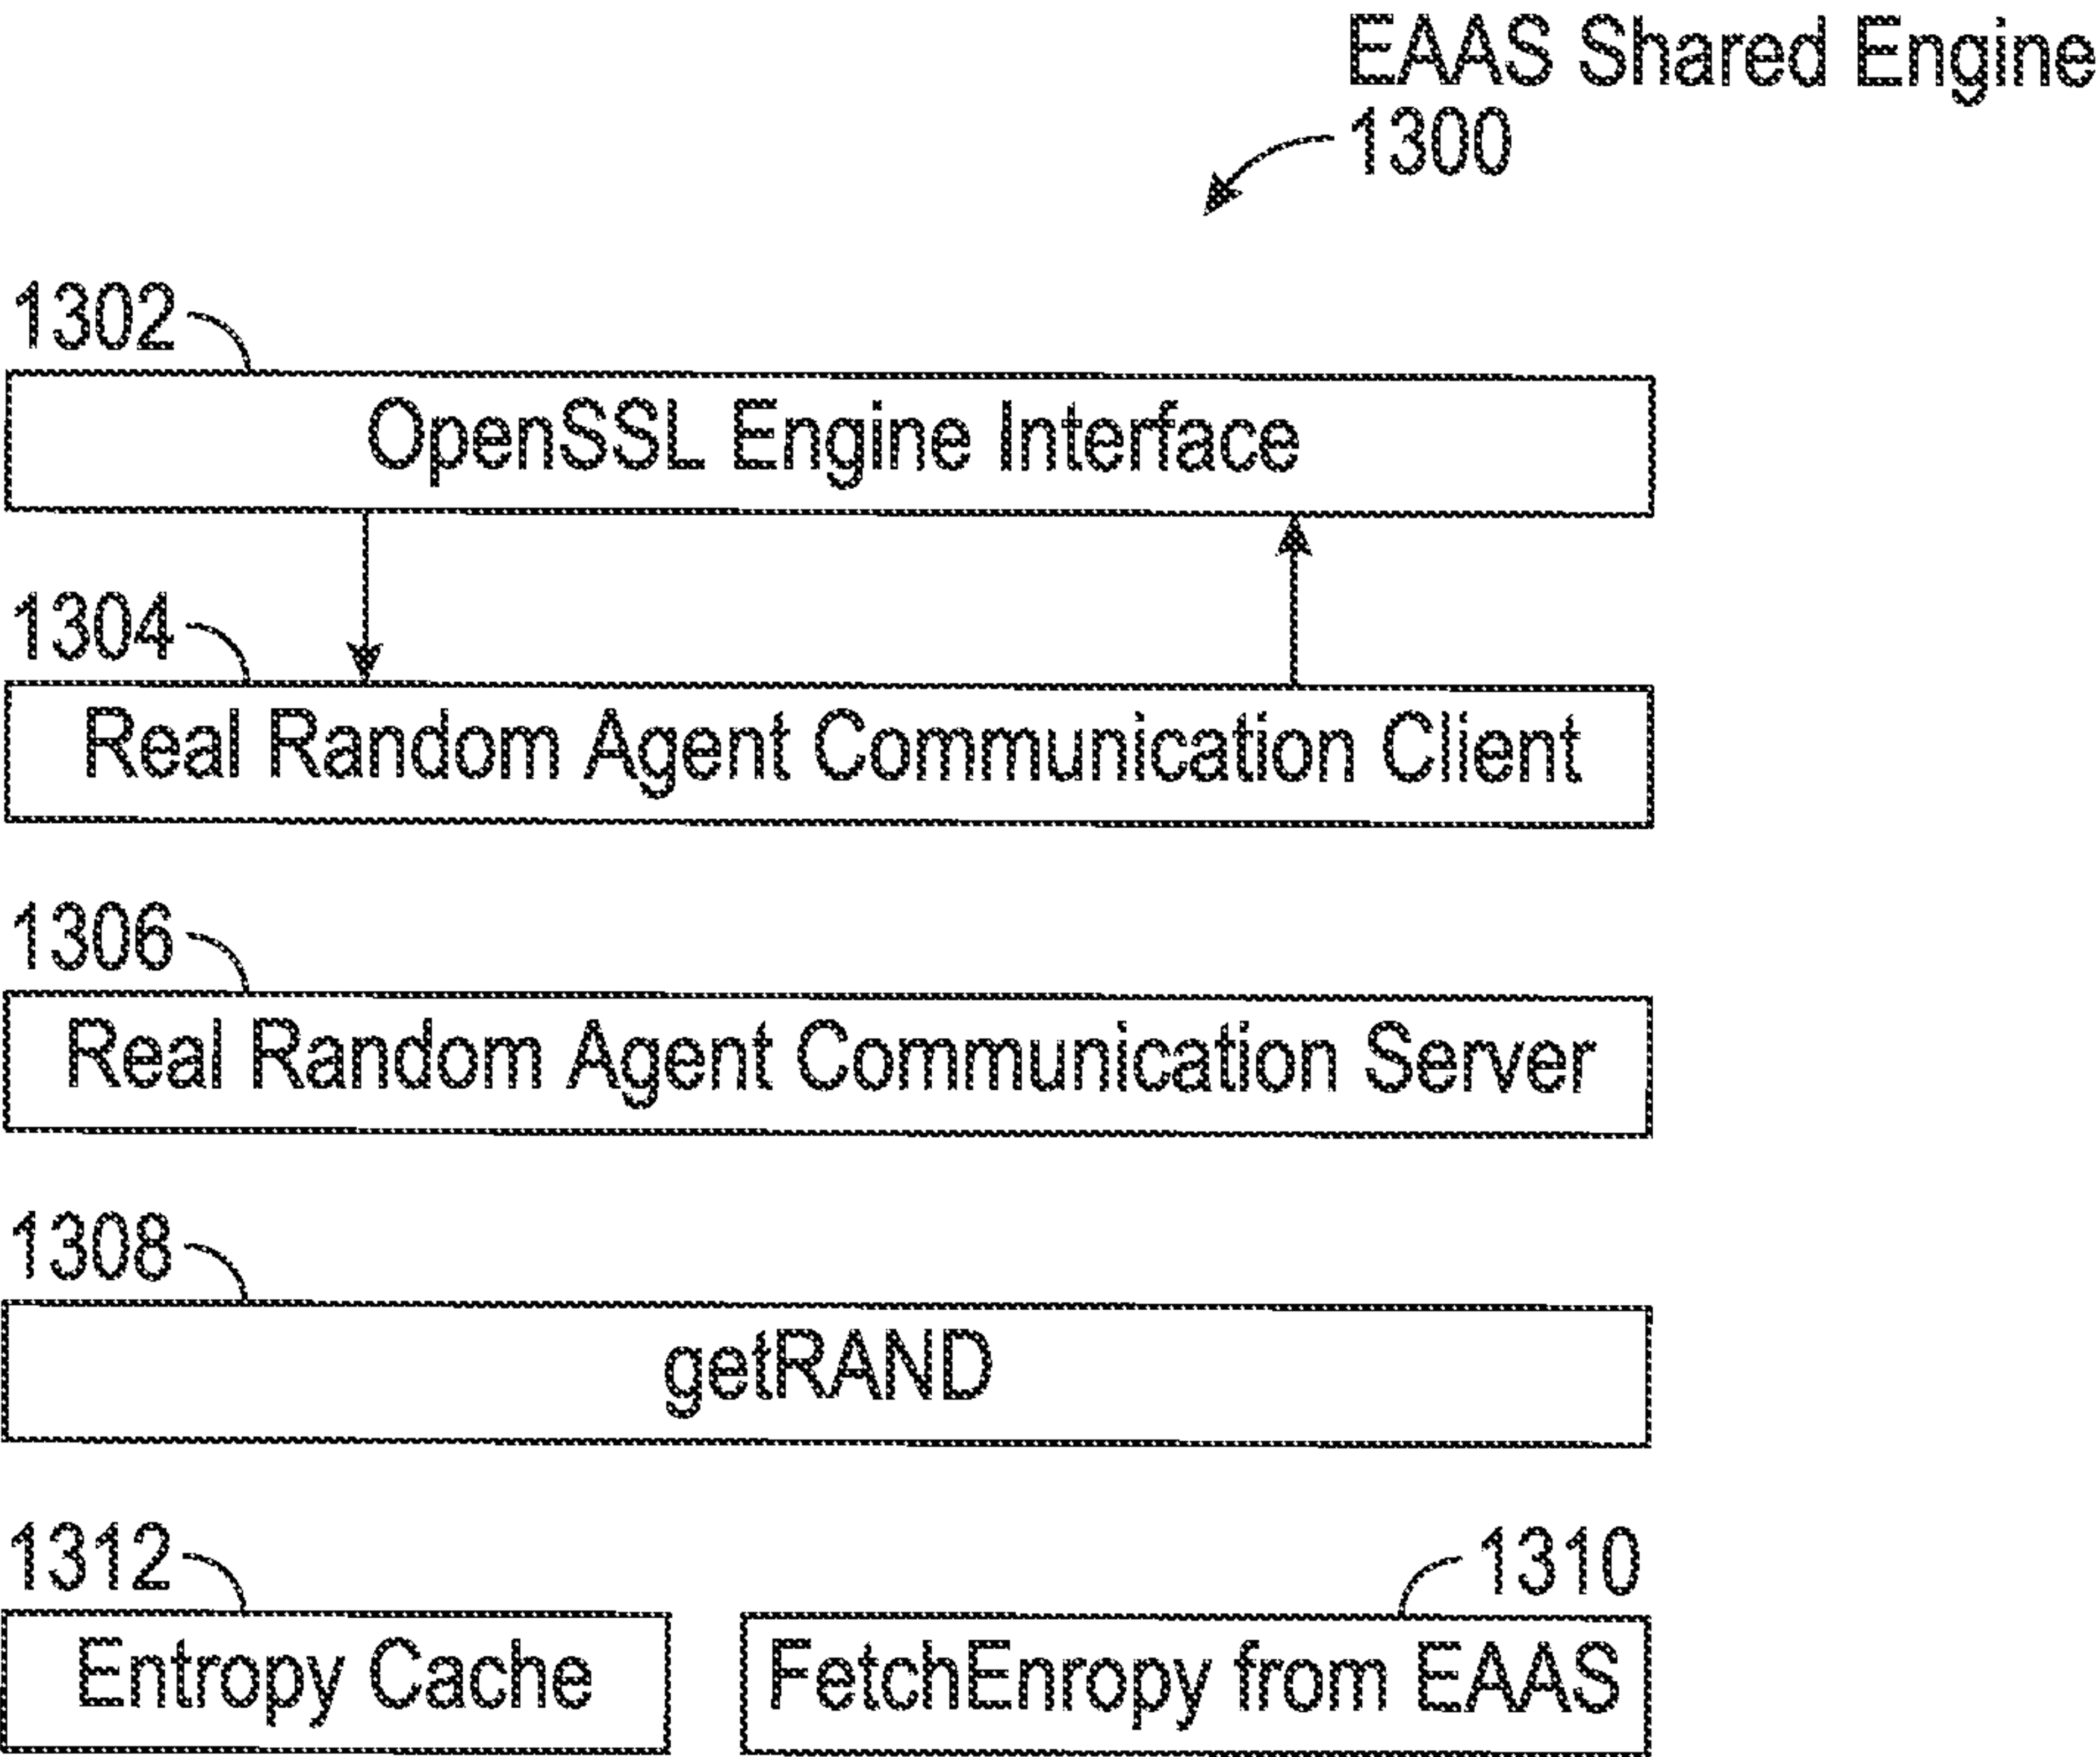 EAAS Shared Engine
1300
1302
OpenSSL Engine Interface
1304
Real Random Agent Communication Client
1306
Real Random Agent Communication Server
1308
getRAND
1312
1310
Entropy Cache
FetchEnropy from EAAS